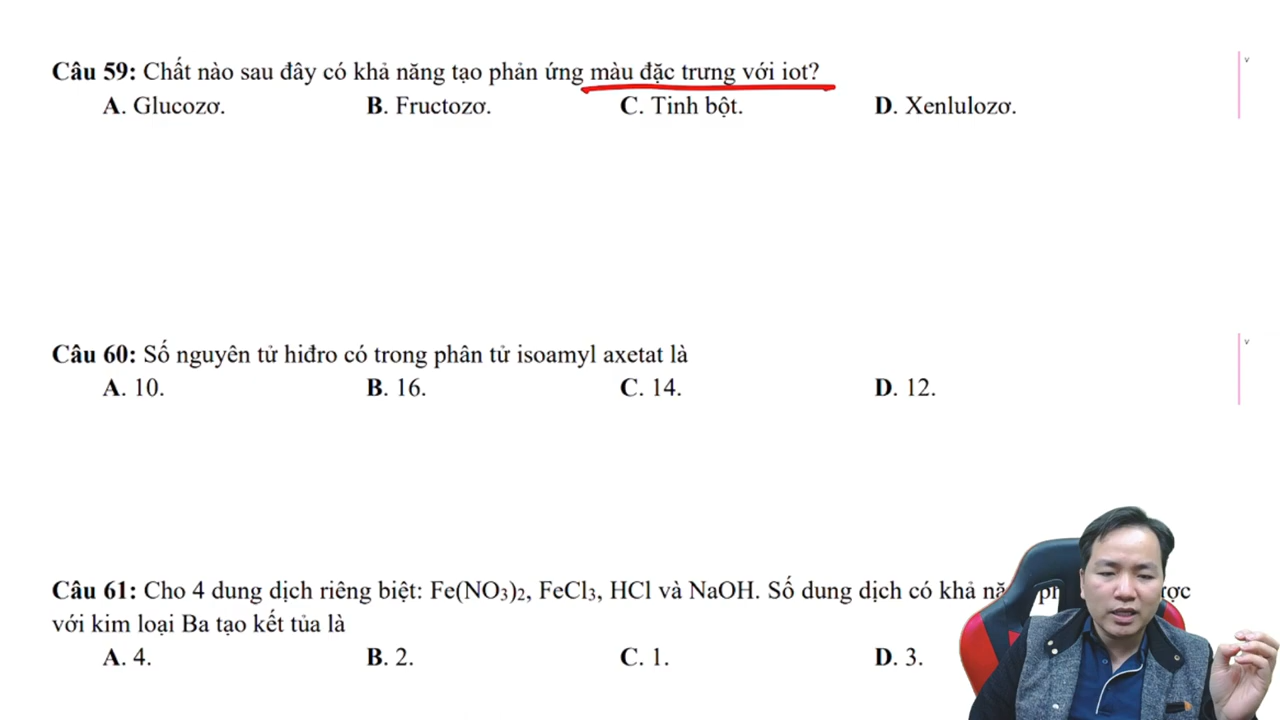 Câu 59: Chất nào sau đây có khả năng tạo phản ứng màu đặc trưng với iot?
A. Glucozơ. B. Fructozơ. C. Tinh bột. D. Xenlulozơ.
Câu 60: Số nguyên tử hiđro có trong phân tử isoamyl axetat là
A. 10. B. 16. C. 14. D. 12.
Câu 61: Cho 4 dung dịch riêng biệt: Fe(NO₃)₂, FeCl₃, HCl và NaOH. Số dung dịch có khả
với kim loại Ba tạo kết tủa là
A. 4. B. 2. C. 1. D. 3.